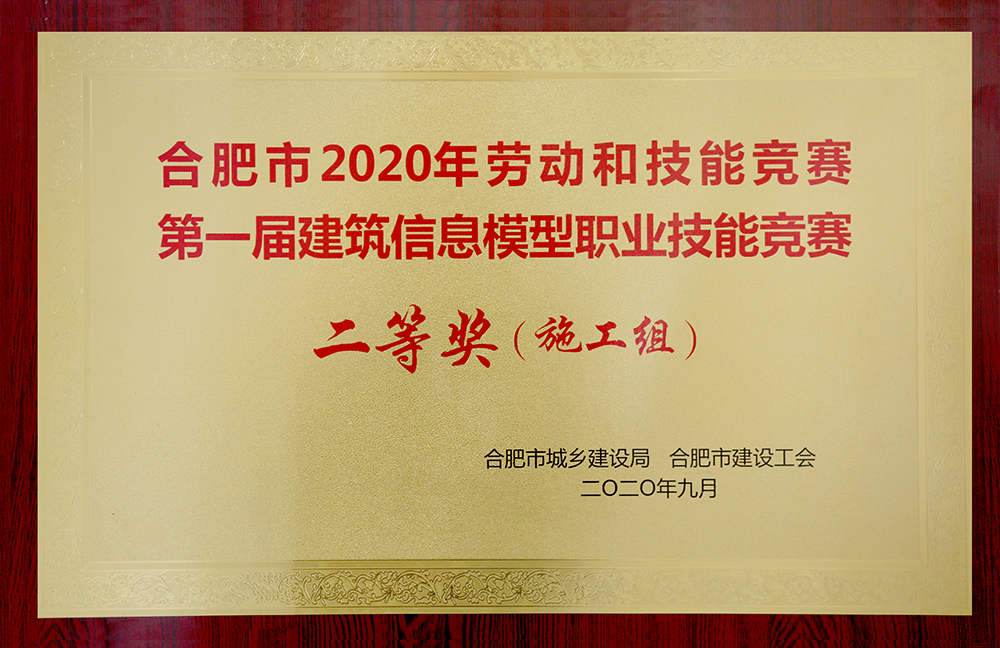 合肥市2020年劳动和技能竞赛
第一届建筑信息模型职业技能竞赛
二等奖（施工组）
合肥市城乡建设局 合肥市建设工会
二〇二〇年九月